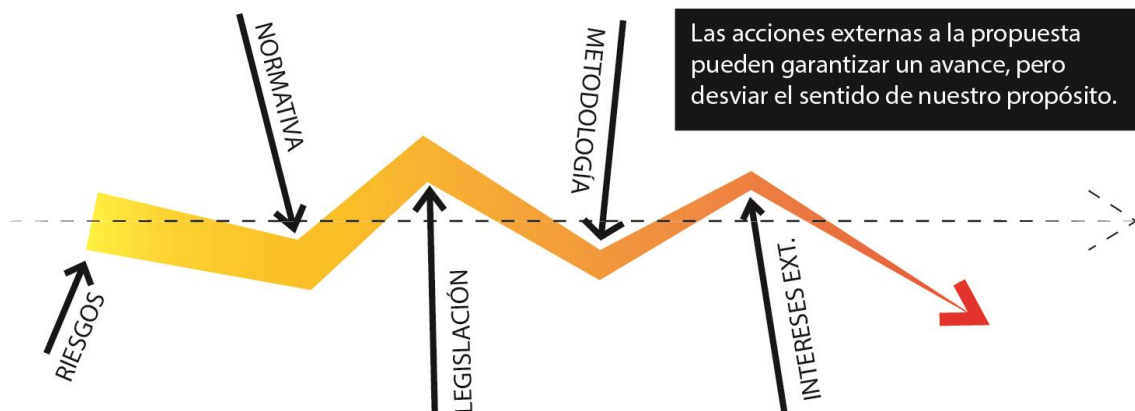 NORMATIVA
METODOLOGÍA
Las acciones externas a la propuesta
pueden garantizar un avance, pero
desviar el sentido de nuestro propósito.
RIESGOS
LEGISLACIÓN
INTERESES EXT.